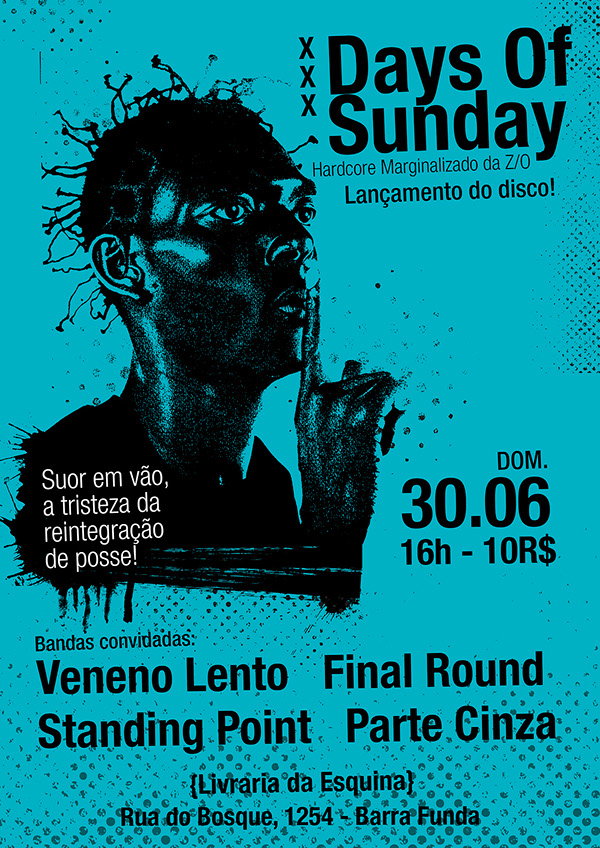 X
X
X
Days Of
Sunday
Hardcore Marginalizado da Z/O
Lançamento do disco!
Suor em vão,
a tristeza da
reintegração
de posse!
DOM.
30.06
16h - 10R$
Bandas convidadas:
Veneno Lento Final Round
Standing Point Parte Cinza
{Livraria da Esquina}
Rua do Bosque, 1254 - Barra Funda